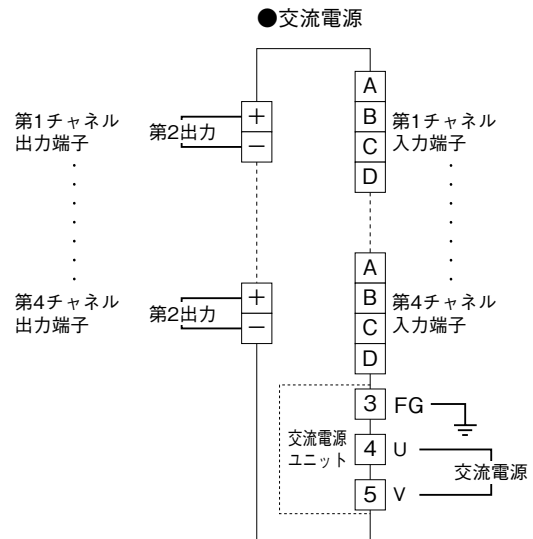 ●交流電源
第1チャネル
出力端子
第2出力
+
−
A
B
C
D
第1チャネル
入力端子
第4チャネル
出力端子
第2出力
+
−
A
B
C
D
第4チャネル
入力端子
交流電源
ユニット
3 FG
4 U
5 V
交流電源